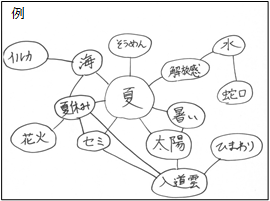 例
そうめん
水
イルカ
海
解放感
夏
蛇口
夏休み
暑い
花火
セミ
太陽
ひまわり
入道雲